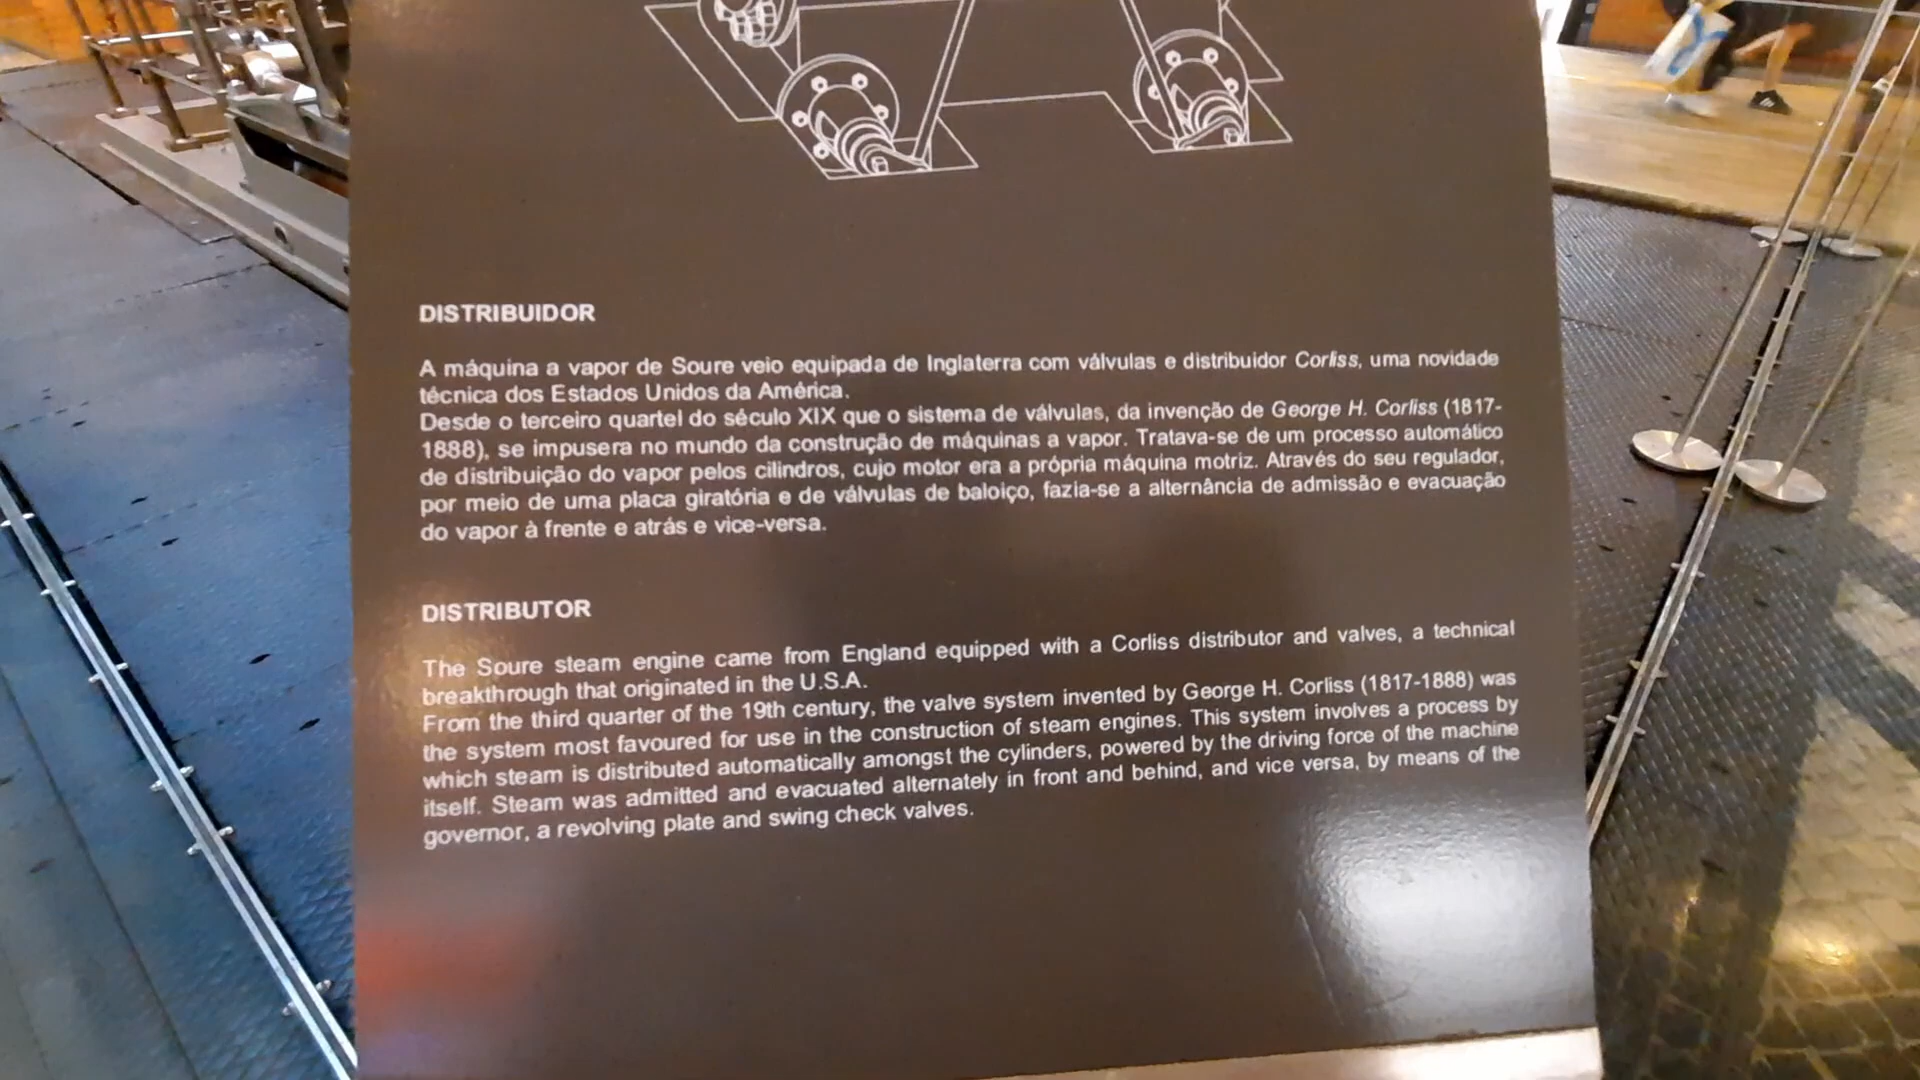 DISTRIBUIDOR
A máquina a vapor de Soure veio equipada de Inglaterra com válvulas e distribuidor Corliss, uma novidade
técnica dos Estados Unidos da América.
Desde o terceiro quartel do século XIX que o sistema de válvulas, da invenção de George H. Corliss (1817-
1888), se impusera no mundo da construção de máquinas a vapor. Tratava-se de um processo automático
de distribuição do vapor pelos cilindros, cujo motor era a própria máquina motriz. Através do seu regulador,
por meio de uma placa giratória e de válvulas de baloiço, fazia-se a alternância de admissão e evacuação
do vapor à frente e atrás e vice-versa.
DISTRIBUTOR
The Soure steam engine came from England equipped with a Corliss distributor and valves, a technical
breakthrough that originated in the U.S.A.
From the third quarter of the 19th century, the valve system invented by George H. Corliss (1817-1888) was
the system most favoured for use in the construction of steam engines. This system involves a process by
which steam is distributed automatically amongst the cylinders, powered by the driving force of the machine
itself. Steam was admitted and evacuated alternately in front and behind, and vice versa, by means of the
governor, a revolving plate and swing check valves.